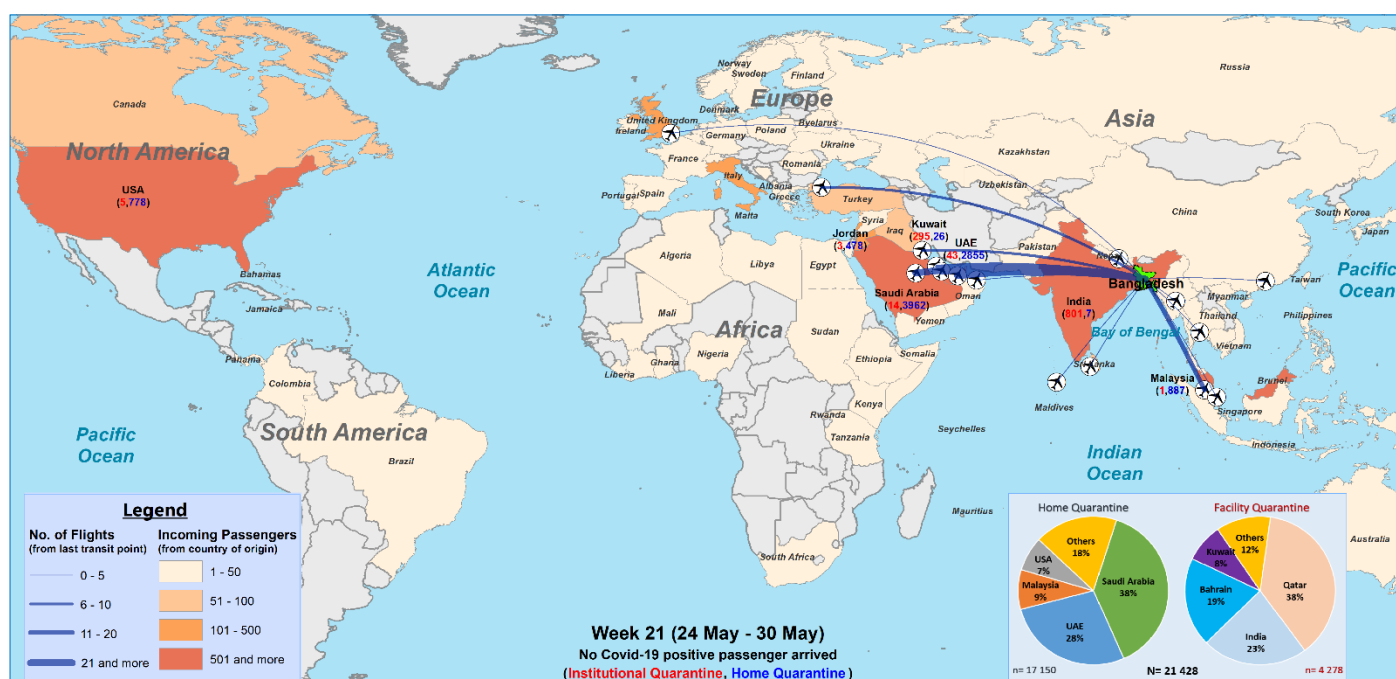 Norway
Sweden
Finland
Russia
Canada
Denmark
Europe
United Kingdom
Ireland
Byelarus
Asia
Germany
Poland
North America
Ukraine
Kazakhstan
France
Romania
USA
(5,778)
Italy
Uzbekistan
Portugal
Spain
Albania
Greece
Turkey
China
South Korea
Japan
Malta
Syria
Iraq
Kuwait
(295,26)
Jordan
(3,478)
UAE
(43,2855)
Pakistan
Nepal
Atlantic
Ocean
Algeria
Libya
Egypt
Bahamas
Pacific
Ocean
Taiwan
Bangladesh
Saudi Arabia
(14,3962)
Oman
India
(801,7)
Myanmar
Jamaica
Mali
Africa
Sudan
Yemen
Thailand
Philippines
Bay of Bengal
Vietnam
Panama
Nigeria
Ghana
Liberia
Ethiopia
Somalia
Sri Lanka
Colombia
Malaysia
(1,887)
Brunei
Maldives
Singapore
Kenya
Rwanda
Tanzania
Seychelles
Indonesia
South America
Brazil
Pacific
Ocean
Indian
Ocean
Mauritius
South Africa
Australia
Legend
No. of Flights
(from last transit point)
0 - 5
6 - 10
11 - 20
21 and more
Incoming Passengers
(from country of origin)
1 - 50
51 - 100
101 - 500
501 and more
Week 21 (24 May - 30 May)
No Covid-19 positive passenger arrived
(Institutional Quarantine, Home Quarantine)
Home Quarantine
Others
18%
USA
7%
Malaysia
9%
Saudi Arabia
38%
UAE
28%
n= 17 150
Facility Quarantine
Others
12%
Kuwait
8%
Bahrain
19%
Qatar
38%
India
23%
N= 21 428
n= 4 278